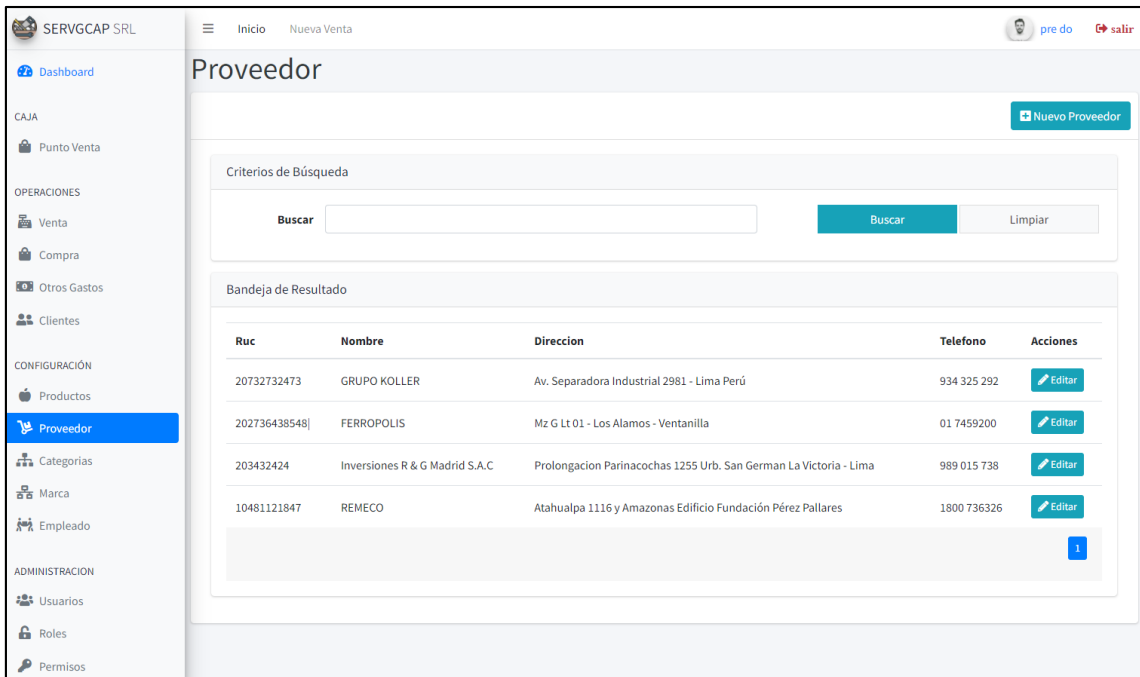 SERVGCAP SRL
Inicio Nueva Venta
pre do salir
Dashboard
CAJA
Punto Venta
OPERACIONES
Venta
Compra
Otros Gastos
Clientes
CONFIGURACIÓN
Productos
Proveedor
Categorias
Marca
Empleado
ADMINISTRACION
Usuarios
Roles
Permisos
Proveedor
Nuevo Proveedor
Criterios de Búsqueda
Buscar Buscar Limpiar
Bandeja de Resultado
Ruc Nombre Direccion Telefono Acciones
20732732473 GRUPO KOLLER Av. Separadora Industrial 2981 - Lima Perú 934 325 292 Editar
202736438548| FERROPOLIS Mz G Lt 01 - Los Alamos - Ventanilla 01 7459200 Editar
203432424 Inversiones R & G Madrid S.A.C Prolongacion Parinacochas 1255 Urb. San German La Victoria - Lima 989 015 738 Editar
10481121847 REMECO Atahualpa 1116 y Amazonas Edificio Fundación Pérez Pallares 1800 736326 Editar
1